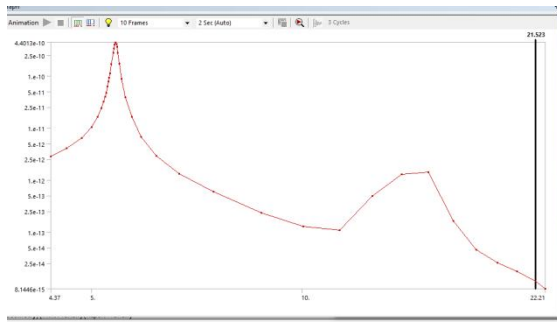 Animation 10 Frames 2 Sec (Auto) 3 Cycles
21.523
4.4013e-10
2.5e-10
1.e-10
5.e-11
2.5e-11
1.e-11
5.e-12
2.5e-12
1.e-12
5.e-13
2.5e-13
1.e-13
5.e-14
2.5e-14
8.1446e-15
4.37 5. 10. 22.21